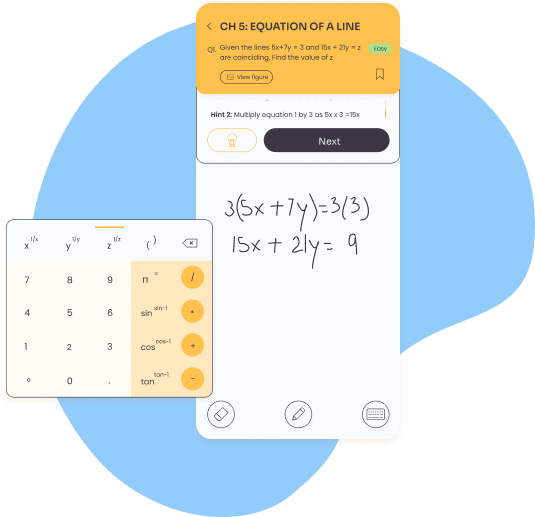 CH 5: EQUATION OF A LINE
Q1. Given the lines 5x+7y = 3 and 15x + 21y = z
are coinciding, Find the value of z
Easy
View figure
Hint 2: Multiply equation 1 by 3 as 5x x 3 =15x
Next
3(5x + 7y) = 3(3)
15x + 21y = 9
x 1/x y 1/y z 1/z ( )
7 8 9 π = /
4 5 6 sin sin-1 *
1 2 3 cos cos-1 +
° 0 . tan tan-1 -